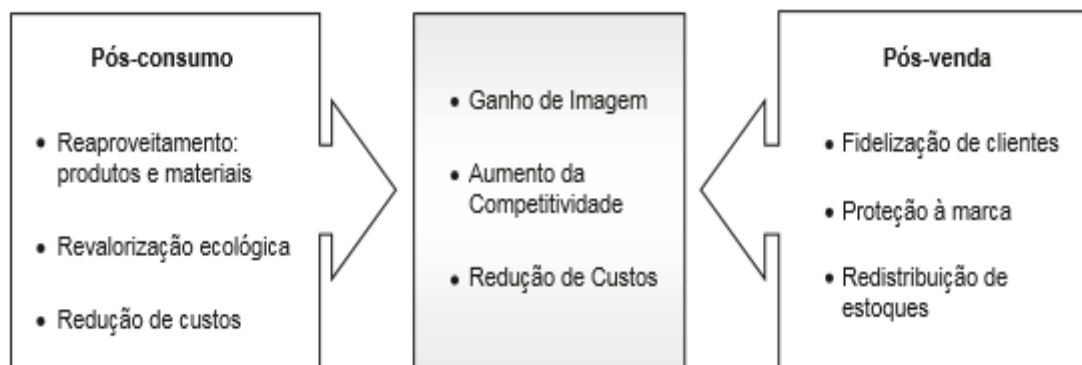 Pós-consumo
• Reaproveitamento:
produtos e materiais
• Revalorização ecológica
• Redução de custos
• Ganho de Imagem
• Aumento da
Competitividade
• Redução de Custos
Pós-venda
• Fidelização de clientes
• Proteção à marca
• Redistribuição de
estoques